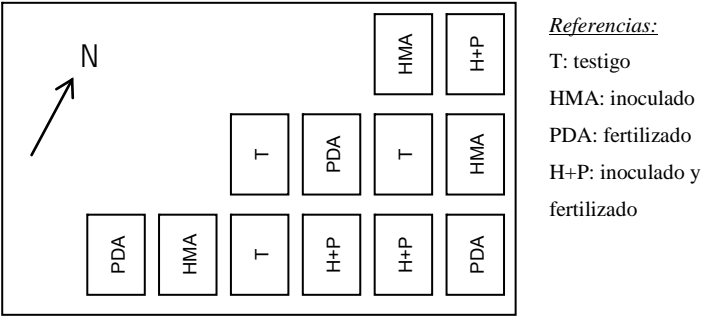 N
HMA H+P
T PDA T HMA
PDA HMA T H+P H+P PDA
Referencias:
T: testigo
HMA: inoculado
PDA: fertilizado
H+P: inoculado y
fertilizado